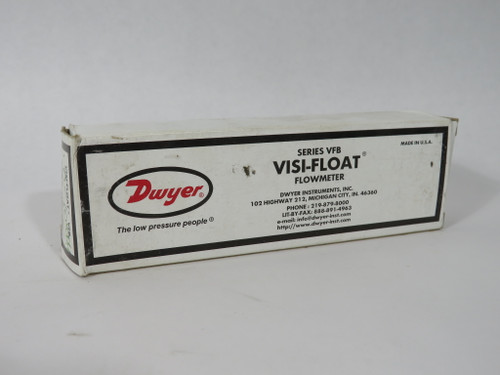 Dwyer®
The low pressure people®
SERIES VFB
VISI-FLOAT®
FLOWMETER
DWYER INSTRUMENTS, INC.
102 HIGHWAY 212, MICHIGAN CITY, IN. 46360
PHONE - 219-879-8000
LIT-BY-FAX: 888-891-4963
e-mail: info@dwyer-inst.com
http://www.dwyer-inst.com
MADE IN U.S.A.